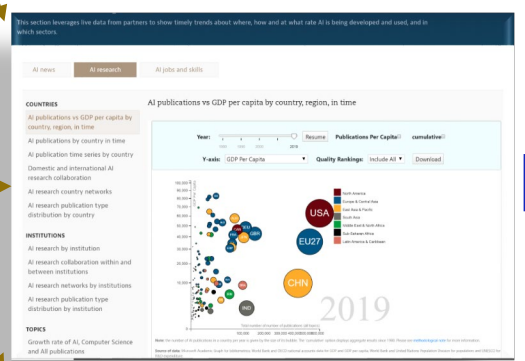 This section leverages live data from partners to show timely trends about where, how and at what rate AI is being developed and used, and in
which sectors.
AI news
AI research
AI jobs and skills
COUNTRIES
AI publications vs GDP per capita by
country, region, in time
AI publications by country in time
AI publication time series by country
Domestic and international AI
research collaboration
AI research country networks
AI research publication type
distribution by country
INSTITUTIONS
AI research by institution
AI research collaboration within and
between institutions
AI research networks by institutions
AI research publication type
distribution by institution
TOPICS
Growth rate of AI, Computer Science
and All publications
AI publications vs GDP per capita by country, region, in time
Year:
Resume
Publications Per Capita
cumulative
Y-axis:
GDP Per Capita
Quality Rankings:
Include All
Download
North America
Europe & Central Asia
East Asia & Pacific
South Asia
Middle East & North Africa
Sub-Saharan Africa
Latin America & Caribbean
USA
EU27
CHN
IND
GBR
2019